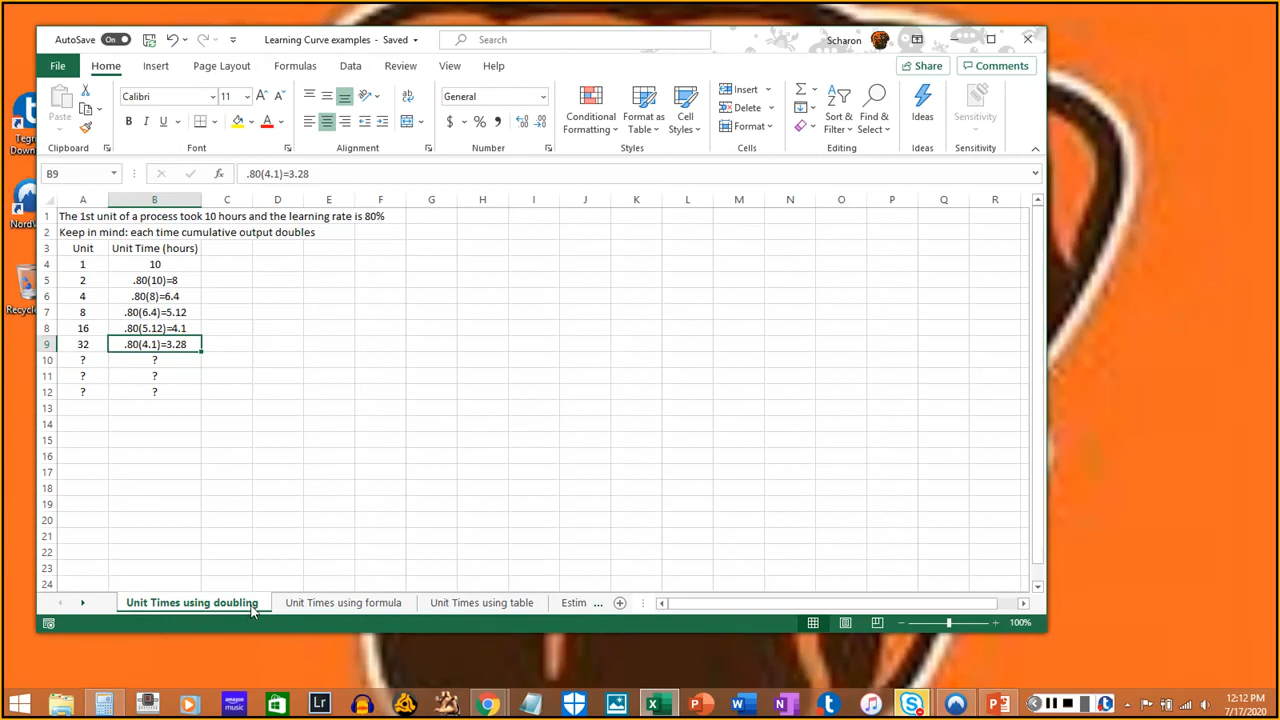 AutoSave On Learning Curve examples - Saved Search Scharon
File Home Insert Page Layout Formulas Data Review View Help Share Comments
Paste Calibri 11 General Conditional Formatting Format as Table Cell Styles Insert Delete Format Sort & Filter Find & Select Ideas Sensitivity
Clipboard Font Alignment Number Styles Cells Editing Ideas Sensitivity
B9 .80(4.1)=3.28
A B C D E F G H I J K L M N O P Q R
1 The 1st unit of a process took 10 hours and the learning rate is 80%
2 Keep in mind: each time cumulative output doubles
3 Unit Unit Time (hours)
4 1 10
5 2 .80(10)=8
6 4 .80(8)=6.4
7 8 .80(6.4)=5.12
8 16 .80(5.12)=4.1
9 32 .80(4.1)=3.28
10 ? ?
11 ? ?
12 ? ?
13
14
15
16
17
18
19
20
21
22
23
24
Unit Times using doubling Unit Times using formula Unit Times using table Estim ...
100%
Tegri
Down
Nord
Recycl
12:12 PM
7/17/2020